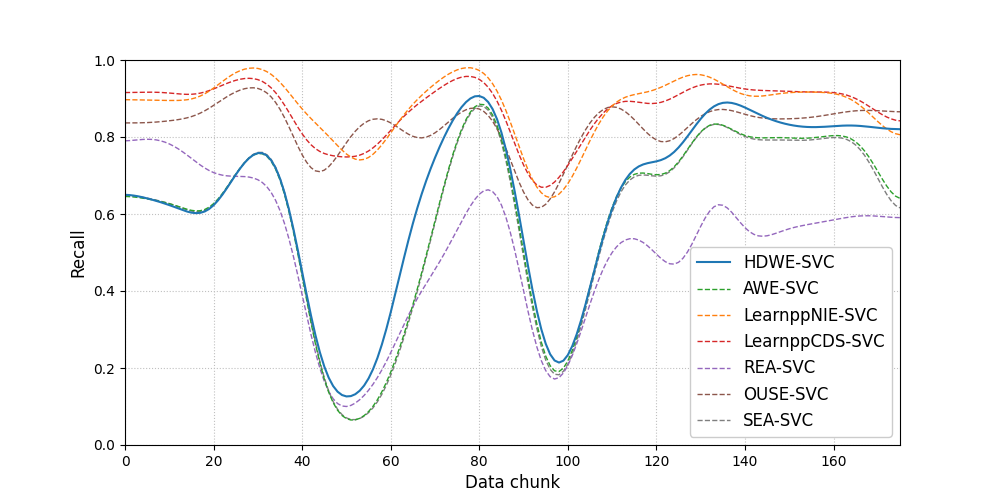 1.0
0.8
0.6
0.4
0.2
0.0
Recall
0 20 40 60 80 100 120 140 160
Data chunk
HDWE-SVC
AWE-SVC
LearnppNIE-SVC
LearnppCDS-SVC
REA-SVC
OUSE-SVC
SEA-SVC